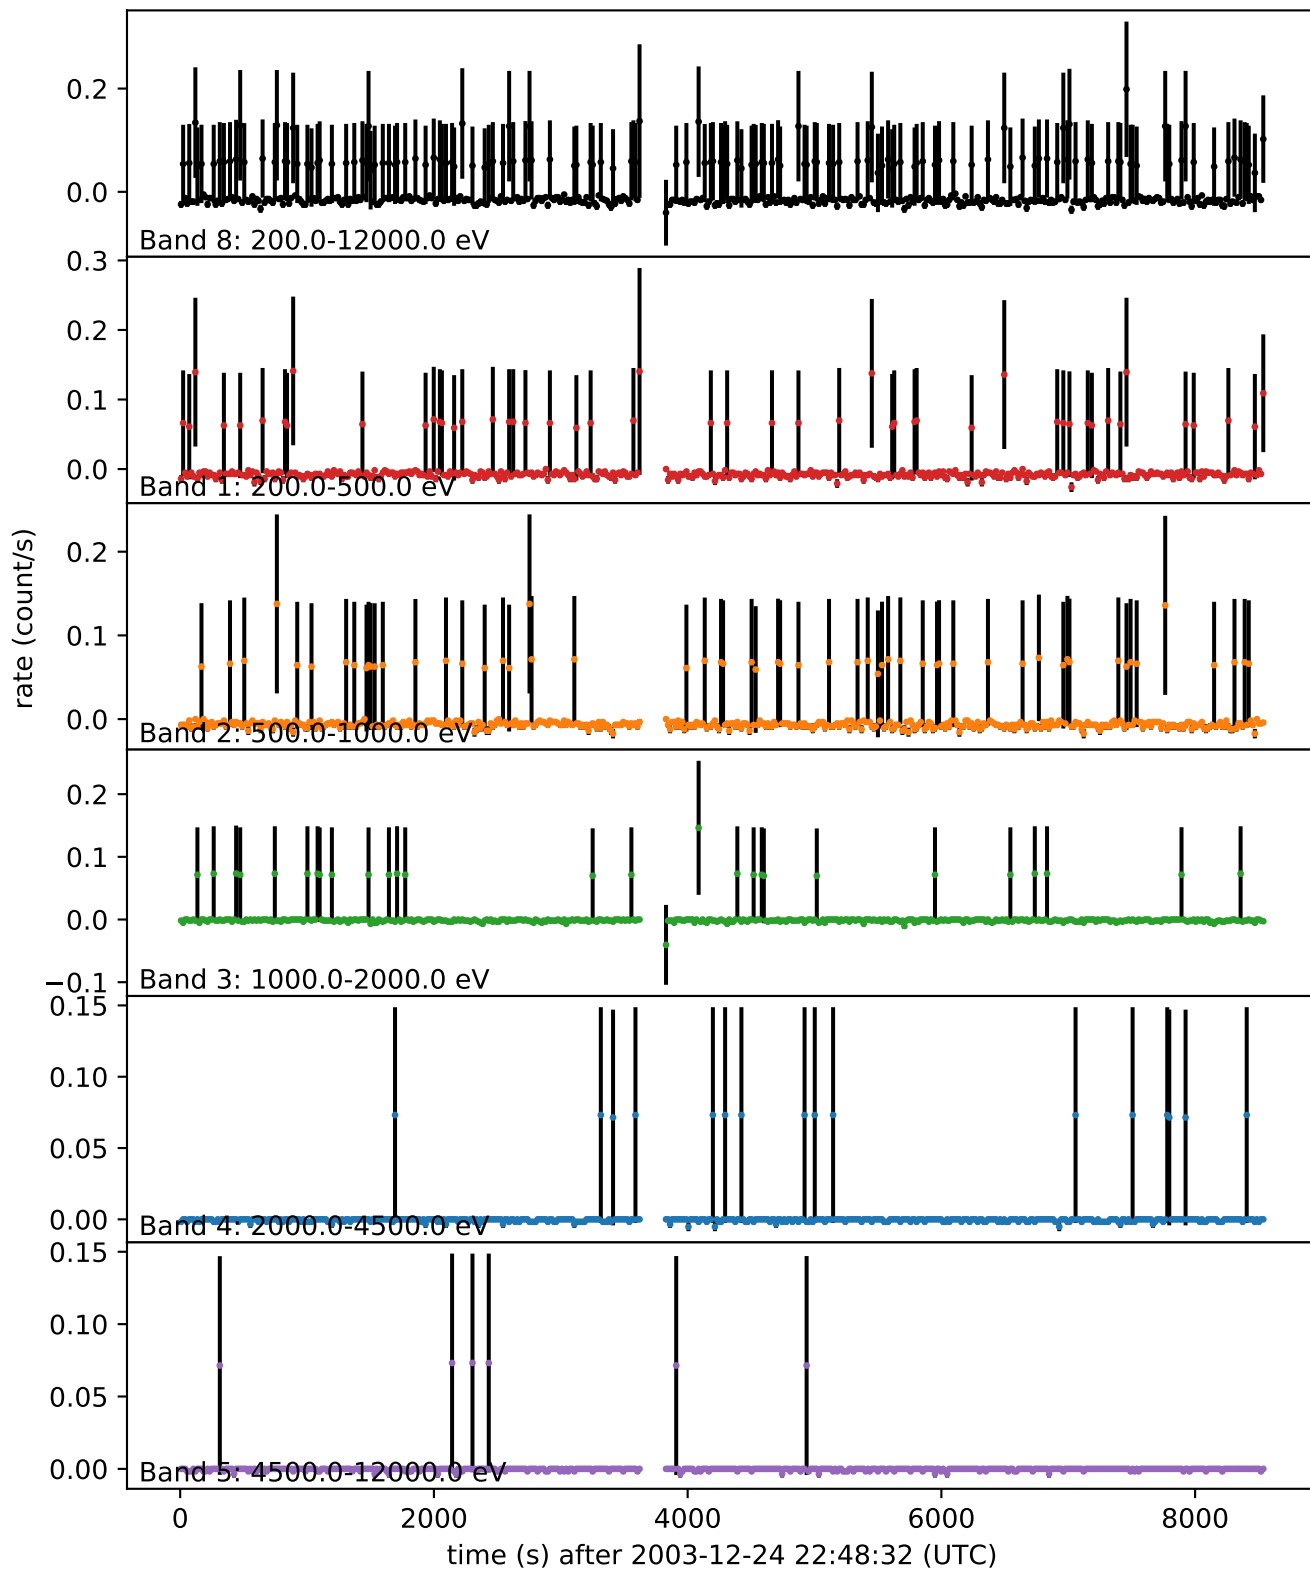 0.2
0.0
Band 8: 200.0-12000.0 eV
0.3
0.2
0.1
0.0
Band 1: 200.0-500.0 eV
rate (count/s)
0.2
0.1
0.0
Band 2: 500.0-1000.0 eV
0.2
0.1
0.0
−0.1
Band 3: 1000.0-2000.0 eV
0.15
0.10
0.05
0.00
Band 4: 2000.0-4500.0 eV
0.15
0.10
0.05
0.00
Band 5: 4500.0-12000.0 eV
0 2000 4000 6000 8000
time (s) after 2003-12-24 22:48:32 (UTC)